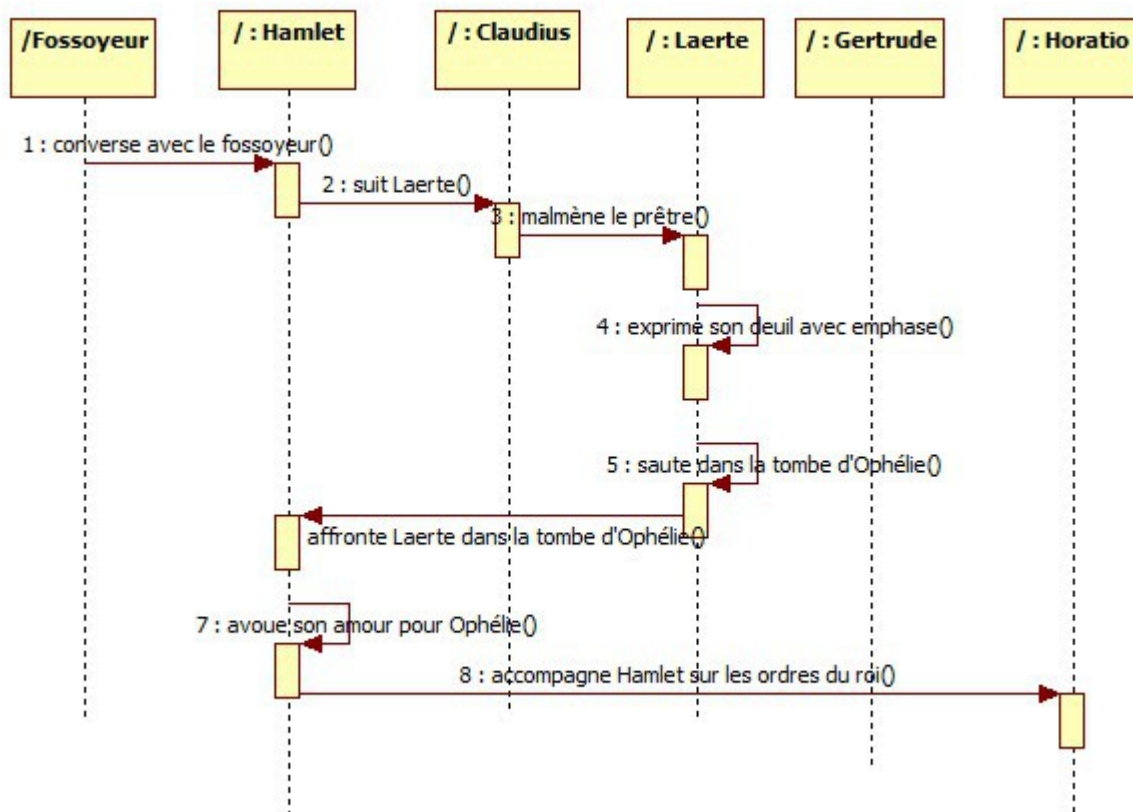 /Fossoyeur
/ : Hamlet
/ : Claudius
/ : Laerte
/ : Gertrude
/ : Horatio
1 : converse avec le fossoyeur()
2 : suit Laerte()
3 : malmène le prêtre()
4 : exprime son deuil avec emphase()
5 : saute dans la tombe d'Ophélie()
affronte Laerte dans la tombe d'Ophélie()
7 : avoue son amour pour Ophélie()
8 : accompagne Hamlet sur les ordres du roi()